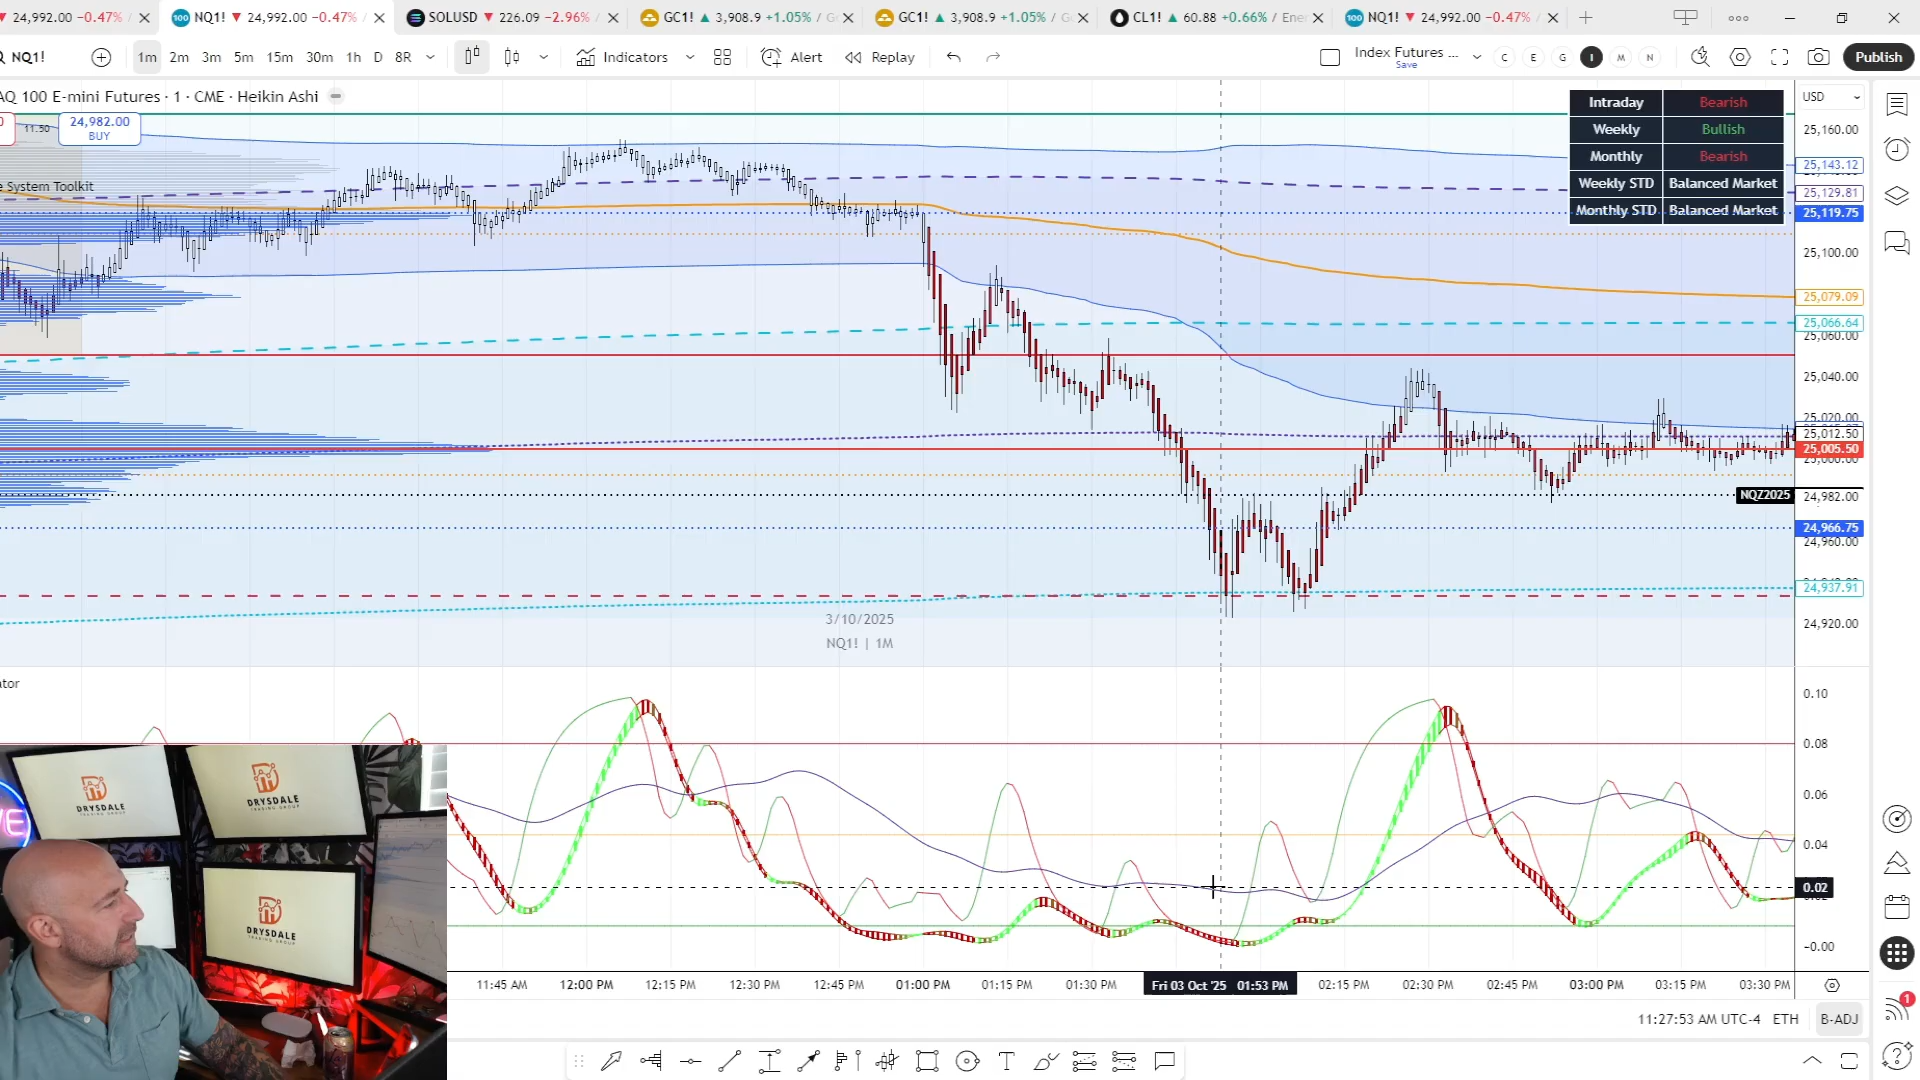 24,992.00 −0.47% /
NQ1! 24,992.00 −0.47% /
SOLUSD 226.09 −2.96% /
GC1! 3,908.9 +1.05% / G
GC1! 3,908.9 +1.05% / G
CL1! 60.88 +0.66% / Ene
NQ1! 24,992.00 −0.47%
NQ1!
1m 2m 3m 5m 15m 30m 1h D 8R
Indicators
Alert
Replay
Index Futures ...
Save
C E G I M N
Publish
AQ 100 E-mini Futures · 1 · CME · Heikin Ashi
0
11.50
24,982.00
BUY
e System Toolkit
Intraday Bearish
Weekly Bullish
Monthly Bearish
Weekly STD Balanced Market
Monthly STD Balanced Market
USD
25,160.00
25,143.12
25,129.81
25,119.75
25,100.00
25,079.09
25,066.64
25,060.00
25,040.00
25,020.00
25,012.50
25,005.50
25,000.00
NQZ2025
24,982.00
24,966.75
24,960.00
24,937.91
24,920.00
3/10/2025
NQ1! | 1M
ator
0.10
0.08
0.06
0.04
0.02
−0.00
DRYSDALE
TRADING GROUP
DRYSDALE
TRADING GROUP
DRYSDALE
TRADING GROUP
11:45 AM 12:00 PM 12:15 PM 12:30 PM 12:45 PM 01:00 PM 01:15 PM 01:30 PM Fri 03 Oct '25 01:53 PM 02:15 PM 02:30 PM 02:45 PM 03:00 PM 03:15 PM 03:30 PM
11:27:53 AM UTC-4 ETH B-ADJ
1